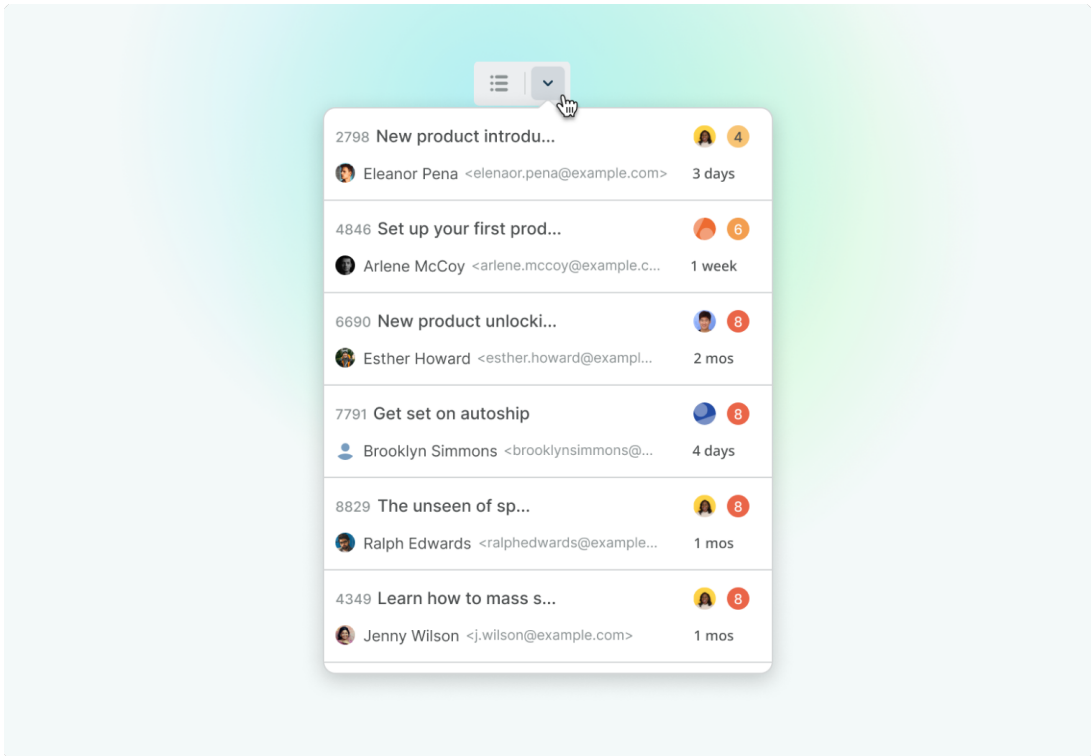 2798 New product introdu... 4
Eleanor Pena <elenaor.pena@example.com> 3 days
4846 Set up your first prod... 6
Arlene McCoy <arlene.mccoy@example.c... 1 week
6690 New product unlocki... 8
Esther Howard <esther.howard@exampl... 2 mos
7791 Get set on autoship 8
Brooklyn Simmons <brooklynsimmons@... 4 days
8829 The unseen of sp... 8
Ralph Edwards <ralphedwards@example... 1 mos
4349 Learn how to mass s... 8
Jenny Wilson <j.wilson@example.com> 1 mos